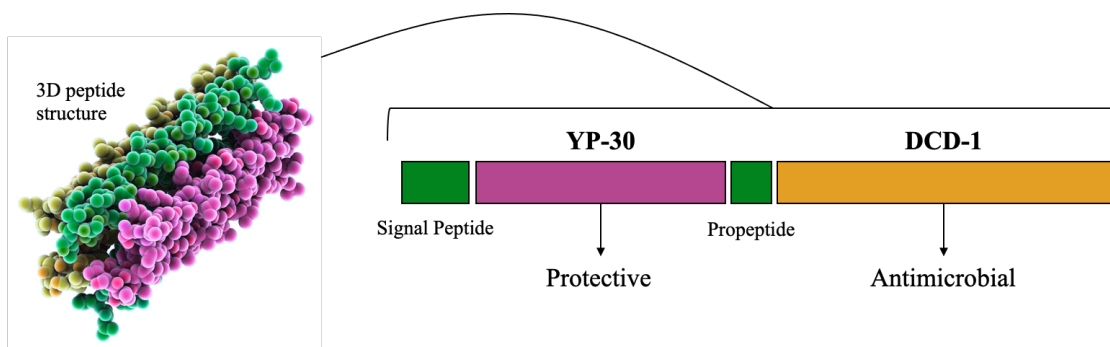 3D peptide
structure
YP-30
DCD-1
Signal Peptide
Propeptide
Protective
Antimicrobial